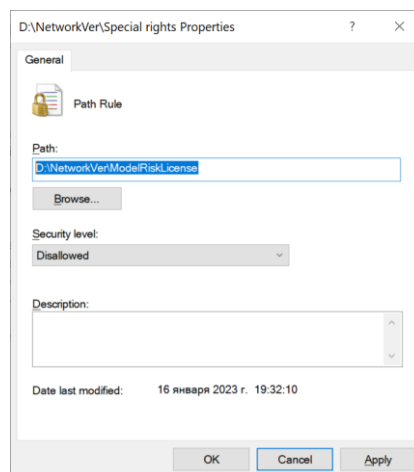 D:\NetworkVer\Special rights Properties
General
Path Rule
Path:
D:\NetworkVer\ModelRiskLicense
Browse...
Security level:
Disallowed
Description:
Date last modified: 16 января 2023 г. 19:32:10
OK Cancel Apply